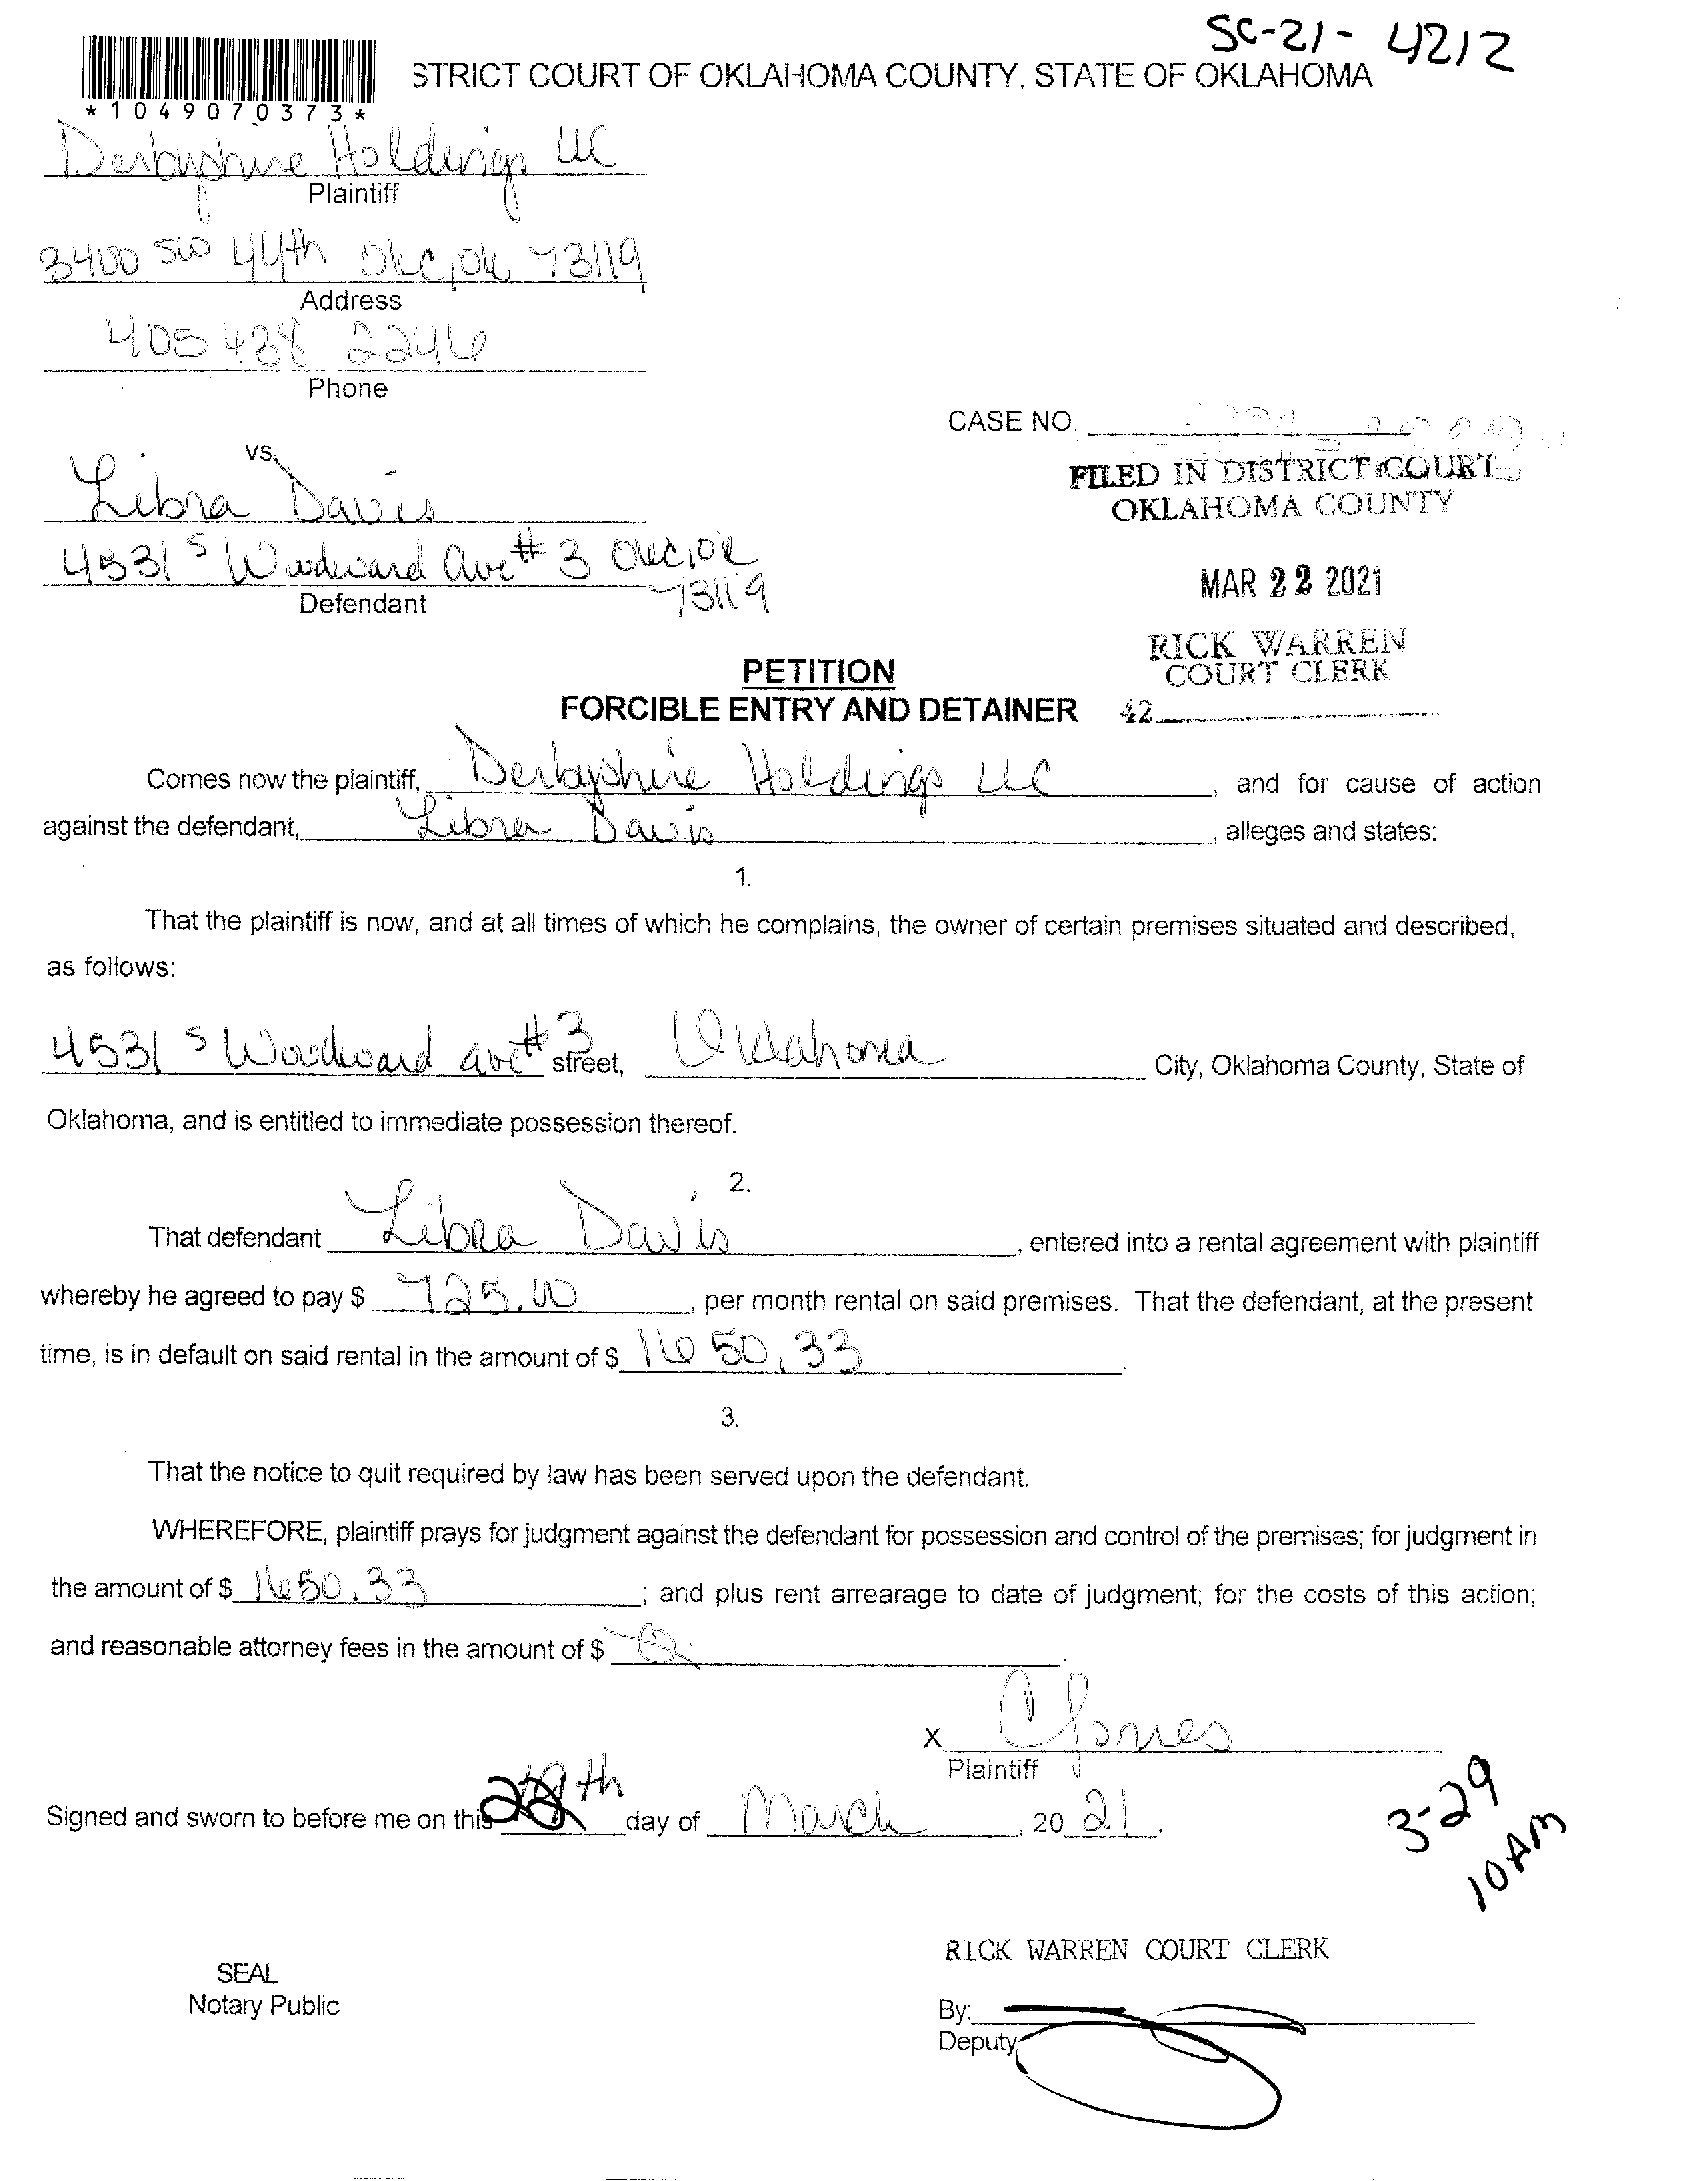 SC-21- 4212
STRICT COURT OF OKLAHOMA COUNTY, STATE OF OKLAHOMA
*1049070373*
Derbyshire Holdings LLC
Plaintiff
3400 SW 44th OKC, OK 73119
Address
405 438 2246
Phone
CASE NO.
vs.
FILED IN DISTRICT COURT
OKLAHOMA COUNTY
Libra Davis
4531 S Woodward Ave #3 OKC, OK
73119
Defendant
MAR 22 2021
RICK WARREN
COURT CLERK
42
PETITION
FORCIBLE ENTRY AND DETAINER
Comes now the plaintiff, Derbyshire Holdings LLC, and for cause of action
against the defendant, Libra Davis, alleges and states:
1.
That the plaintiff is now, and at all times of which he complains, the owner of certain premises situated and described,
as follows:
4531 S Woodward Ave #3 street, Oklahoma City, Oklahoma County, State of
Oklahoma, and is entitled to immediate possession thereof.
2.
That defendant Libra Davis, entered into a rental agreement with plaintiff
whereby he agreed to pay $ 725.00, per month rental on said premises. That the defendant, at the present
time, is in default on said rental in the amount of $ 1650.33.
3.
That the notice to quit required by law has been served upon the defendant.
WHEREFORE, plaintiff prays for judgment against the defendant for possession and control of the premises; for judgment in
the amount of $ 1650.33; and plus rent arrearage to date of judgment; for the costs of this action;
and reasonable attorney fees in the amount of $
X CJones
Plaintiff
Signed and sworn to before me on this 22th day of March, 20 21.
3-29
10 AM
RICK WARREN COURT CLERK
SEAL
Notary Public
By:
Deputy